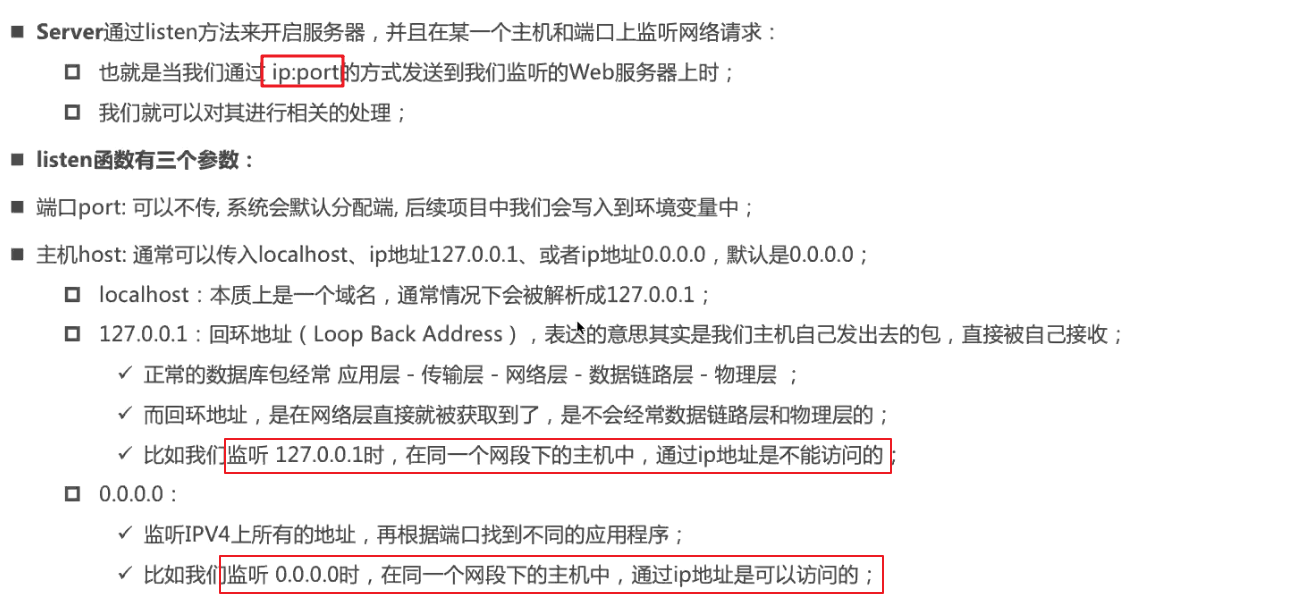 ■ Server通过listen方法来开启服务器，并且在某一个主机和端口上监听网络请求：
也就是当我们通过 ip:port的方式发送到我们监听的Web服务器上时；
我们就可以对其进行相关的处理；
■ listen函数有三个参数：
■ 端口port: 可以不传, 系统会默认分配端, 后续项目中我们会写入到环境变量中；
■ 主机host: 通常可以传入localhost、ip地址127.0.0.1、或者ip地址0.0.0.0，默认是0.0.0.0；
localhost：本质上是一个域名，通常情况下会被解析成127.0.0.1；
127.0.0.1：回环地址（Loop Back Address），表达的意思其实是我们主机自己发出去的包，直接被自己接收；
✓ 正常的数据库包经常 应用层 - 传输层 - 网络层 - 数据链路层 - 物理层 ；
✓ 而回环地址，是在网络层直接就被获取到了，是不会经常数据链路层和物理层的；
✓ 比如我们监听 127.0.0.1时，在同一个网段下的主机中，通过ip地址是不能访问的；
0.0.0.0：
✓ 监听IPV4上所有的地址，再根据端口找到不同的应用程序；
✓ 比如我们监听 0.0.0.0时，在同一个网段下的主机中，通过ip地址是可以访问的；